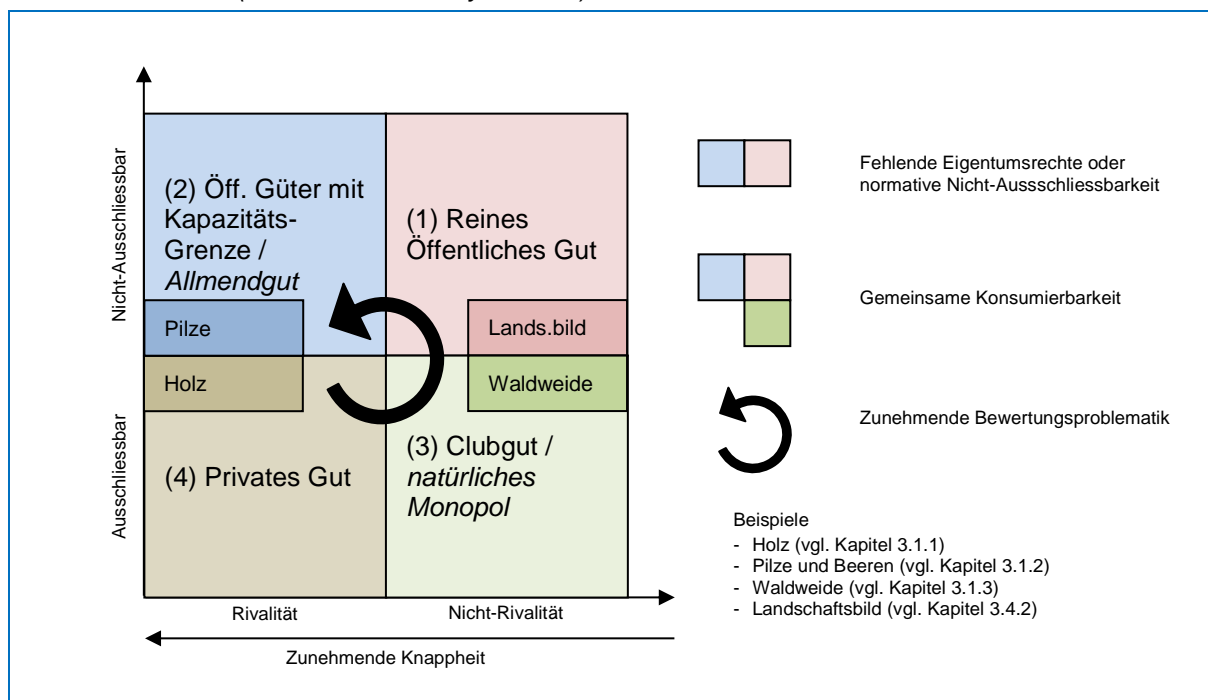 Nicht-Ausschliessbar
Ausschliessbar
(2) Öff. Güter mit
Kapazitäts-
Grenze /
Allmendgut
(1) Reines
Öffentliches Gut
Pilze
Lands.bild
Holz
Waldweide
(4) Privates Gut
(3) Clubgut /
natürliches
Monopol
Rivalität
Nicht-Rivalität
Zunehmende Knappheit
Fehlende Eigentumsrechte oder
normative Nicht-Aussschliessbarkeit
Gemeinsame Konsumierbarkeit
Zunehmende Bewertungsproblematik
Beispiele
- Holz (vgl. Kapitel 3.1.1)
- Pilze und Beeren (vgl. Kapitel 3.1.2)
- Waldweide (vgl. Kapitel 3.1.3)
- Landschaftsbild (vgl. Kapitel 3.4.2)